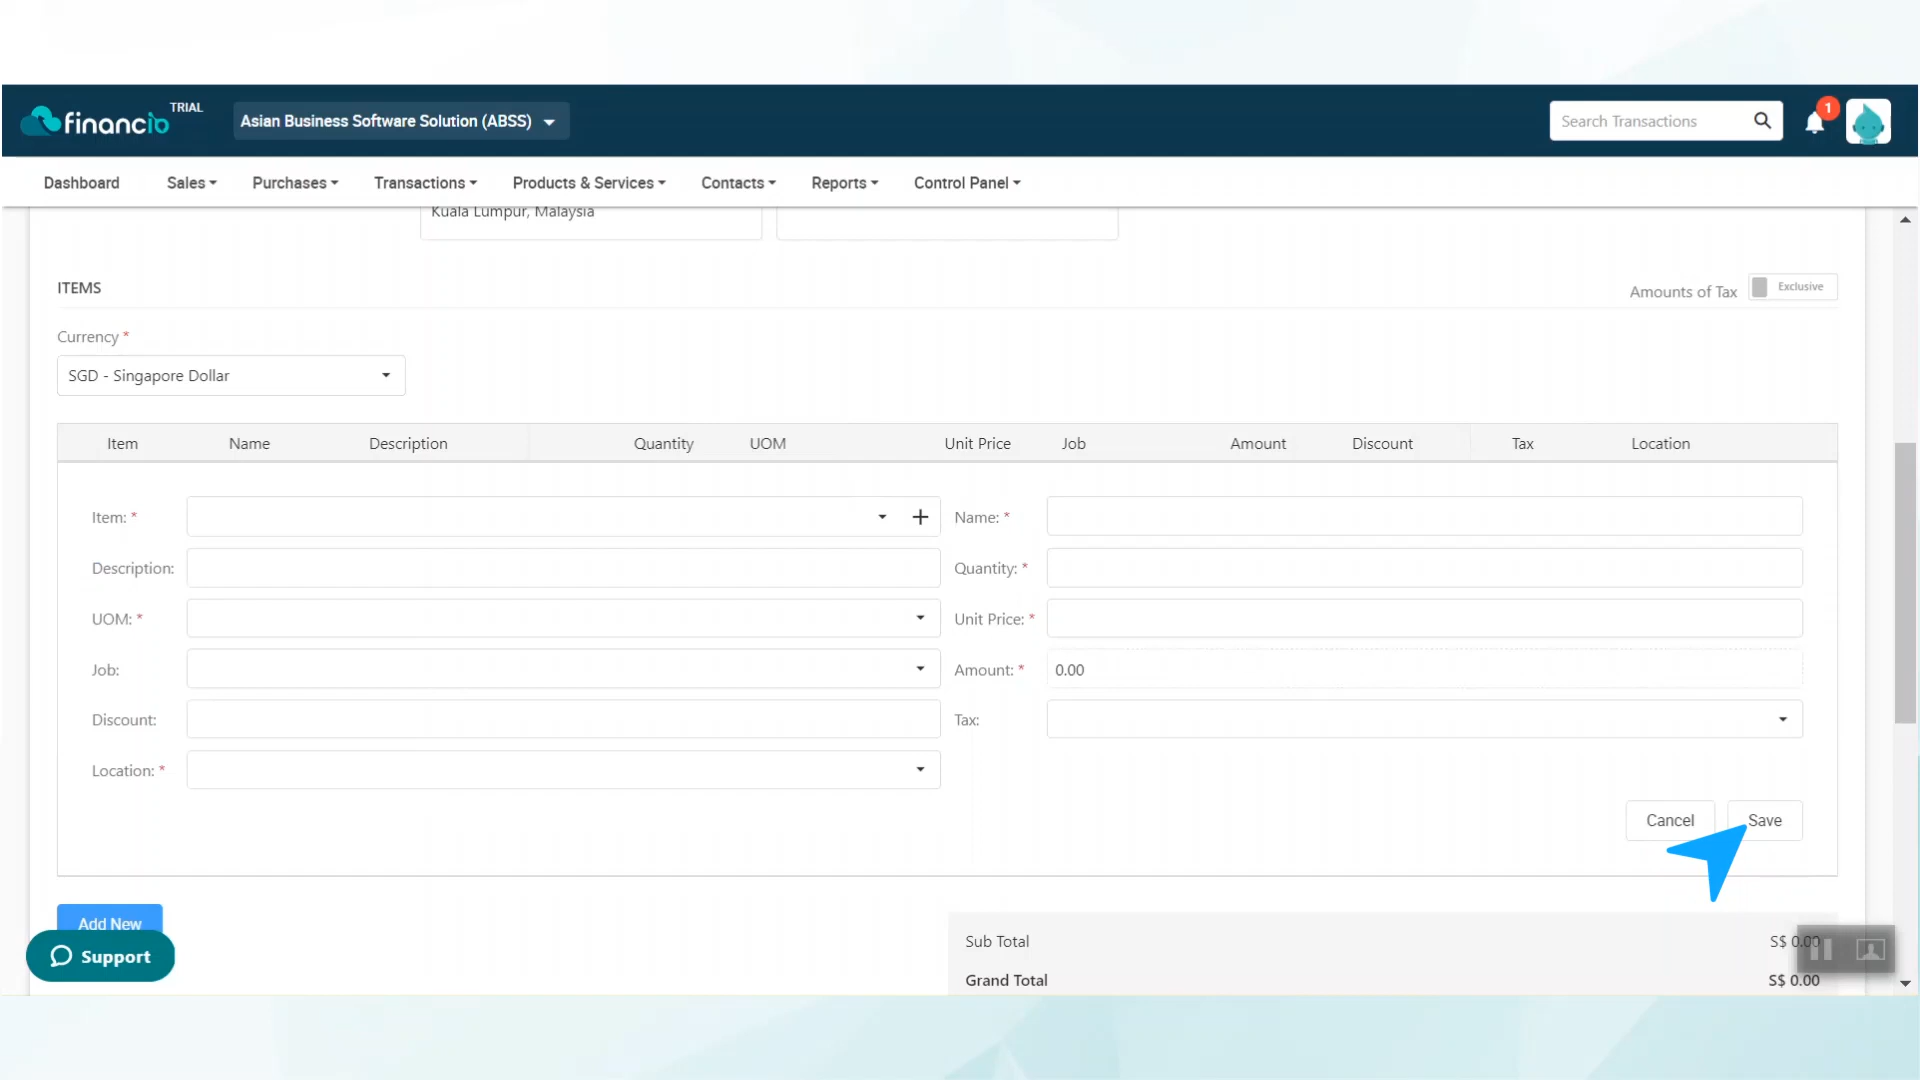 financio TRIAL
Asian Business Software Solution (ABSS)
Search Transactions
1
Dashboard Sales Purchases Transactions Products & Services Contacts Reports Control Panel
Kuala Lumpur, Malaysia
ITEMS
Amounts of Tax Exclusive
Currency *
SGD - Singapore Dollar
Item Name Description Quantity UOM Unit Price Job Amount Discount Tax Location
Item: * Name: *
Description: Quantity: *
UOM: * Unit Price: *
Job: Amount: * 0.00
Discount: Tax:
Location: *
Cancel Save
Add New
Support
Sub Total S$ 0.00
Grand Total S$ 0.00